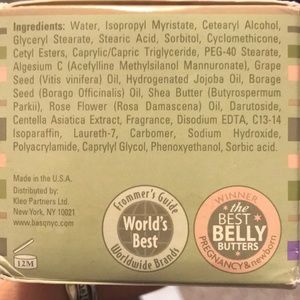 Ingredients: Water, Isopropyl Myristate, Cetearyl Alcohol,
Glyceryl Stearate, Stearic Acid, Sorbitol, Cyclomethicone,
Cetyl Esters, Caprylic/Capric Triglyceride, PEG-40 Stearate,
Algesium C (Acefylline Methylsilanol Mannuronate), Grape
Seed (Vitis vinifera) Oil, Hydrogenated Jojoba Oil, Borage
Seed (Borago Officinalis) Oil, Shea Butter (Butyrospermum
Parkii), Rose Flower (Rosa Damascena) Oil, Darutoside,
Centella Asiatica Extract, Fragrance, Disodium EDTA, C13-14
Isoparaffin, Laureth-7, Carbomer, Sodium Hydroxide,
Polyacrylamide, Caprylyl Glycol, Phenoxyethanol, Sorbic acid.
Made in the U.S.A.
Distributed by:
Kleo Partners Ltd.
New York, NY 10021
www.basqnyc.com
12M
Frommer's Guide
World's
Best
Worldwide Brands
WINNER
the
BEST
BELLY
BUTTERS
PREGNANCY & newborn